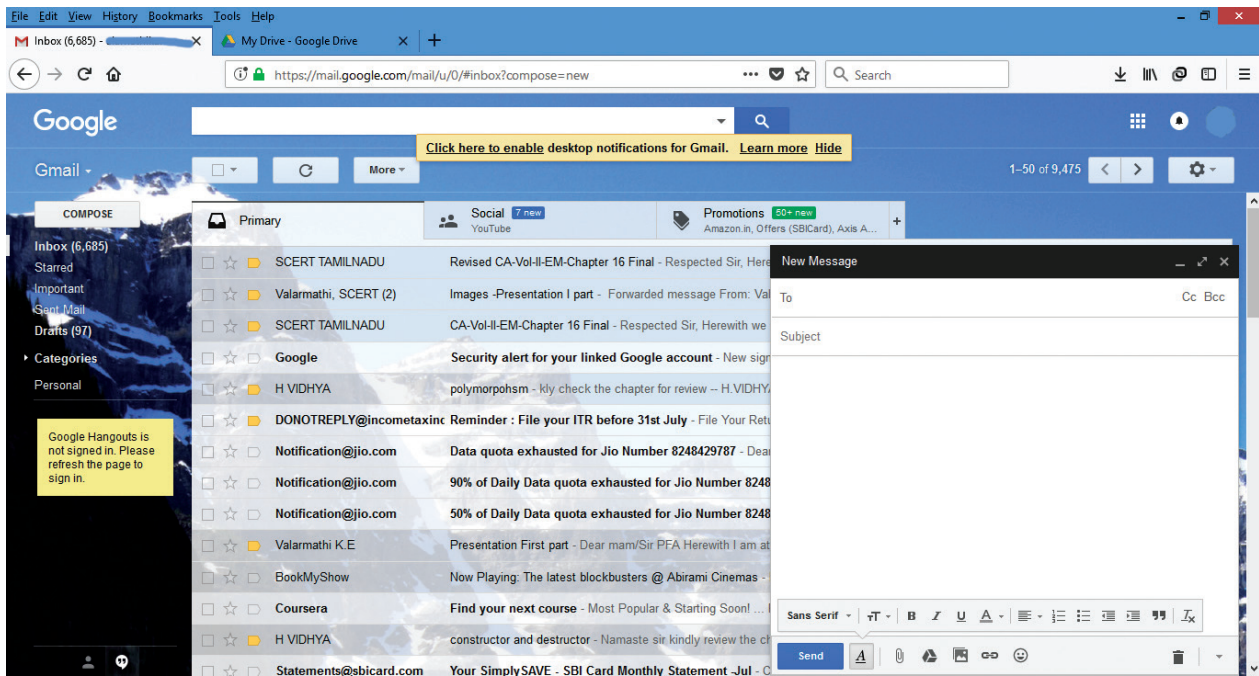 File Edit View History Bookmarks Tools Help
Inbox (6,685) -
My Drive - Google Drive
https://mail.google.com/mail/u/0/#inbox?compose=new
Search
Google
Click here to enable desktop notifications for Gmail. Learn more Hide
Gmail
More
1–50 of 9,475
COMPOSE
Inbox (6,685)
Starred
Important
Sent Mail
Drafts (97)
Categories
Personal
Google Hangouts is
not signed in. Please
refresh the page to
sign in.
Primary
Social 7 new
YouTube
Promotions 50+ new
Amazon.in, Offers (SBICard), Axis A...
SCERT TAMILNADU Revised CA-Vol-II-EM-Chapter 16 Final - Respected Sir, Here
Valarmathi, SCERT (2) Images -Presentation I part - Forwarded message From: Val
SCERT TAMILNADU CA-Vol-II-EM-Chapter 16 Final - Respected Sir, Herewith we
Google Security alert for your linked Google account - New sign
H VIDHYA polymorpohsm - kly check the chapter for review -- H.VIDHYA
DONOTREPLY@incometaxinc Reminder : File your ITR before 31st July - File Your Retu
Notification@jio.com Data quota exhausted for Jio Number 8248429787 - Dear
Notification@jio.com 90% of Daily Data quota exhausted for Jio Number 8248
Notification@jio.com 50% of Daily Data quota exhausted for Jio Number 8248
Valarmathi K.E Presentation First part - Dear mam/Sir PFA Herewith I am at
BookMyShow Now Playing: The latest blockbusters @ Abirami Cinemas -
Coursera Find your next course - Most Popular & Starting Soon! ...
H VIDHYA constructor and destructor - Namaste sir kindly review the ch
Statements@sbicard.com Your SimplySAVE - SBI Card Monthly Statement -Jul - C
New Message
To
Cc Bcc
Subject
Sans Serif
Send